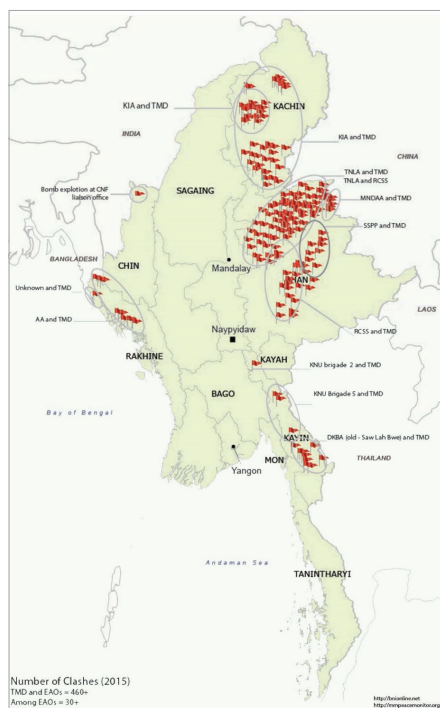 KIA and TMD
KACHIN
INDIA
KIA and TMD
CHINA
Bomb explotion at CNF
liaison office
SAGAING
TNLA and TMD
TNLA and RCSS
MNDAA and TMD
SSPP and TMD
BANGLADESH
Mandalay
HAN
CHIN
Unknown and TMD
LAOS
AA and TMD
RCSS and TMD
Naypyidaw
RAKHINE
KAYAH
KNU brigade 2 and TMD
BAGO
KNU Brigade 5 and TMD
Bay of Bengal
KAYIN
DKBA (old - Saw Lah Bwe) and TMD
MON
THAILAND
Yangon
Andaman Sea
TANINTHARYI
Number of Clashes (2015)
TMD and EAOs = 460+
Among EAOs = 30+
http://bnionline.net
http://mmpeacemonitor.org